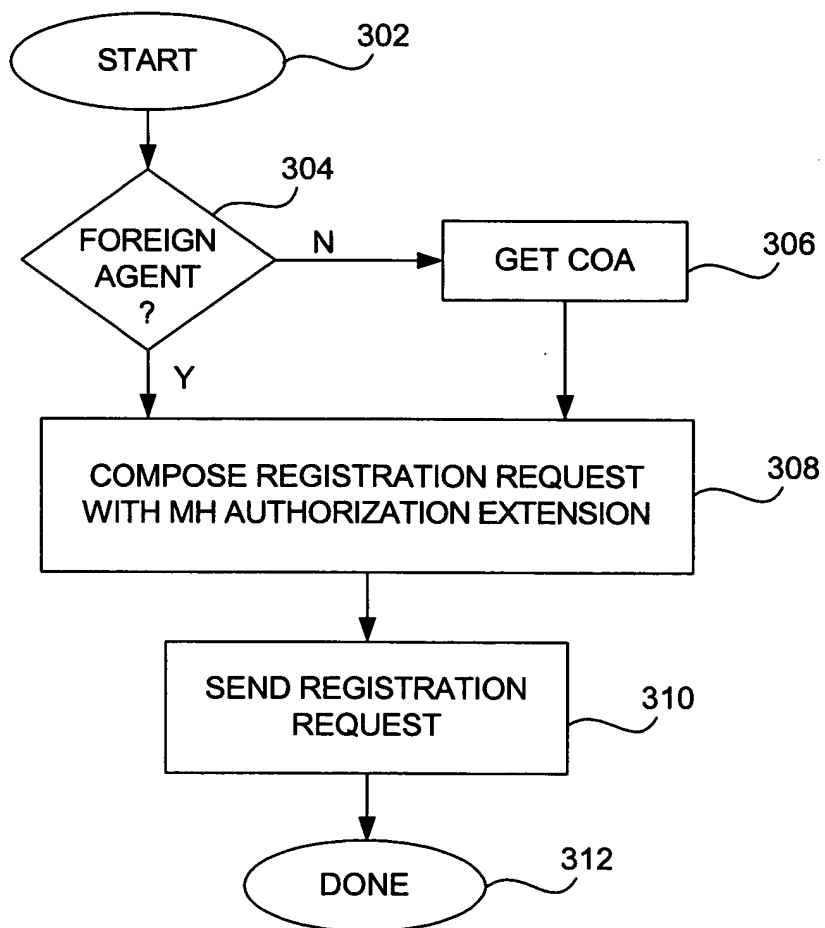 START
302
304
FOREIGN
AGENT
?
N
GET COA
306
Y
COMPOSE REGISTRATION REQUEST
WITH MH AUTHORIZATION EXTENSION
308
SEND REGISTRATION
REQUEST
310
DONE
312